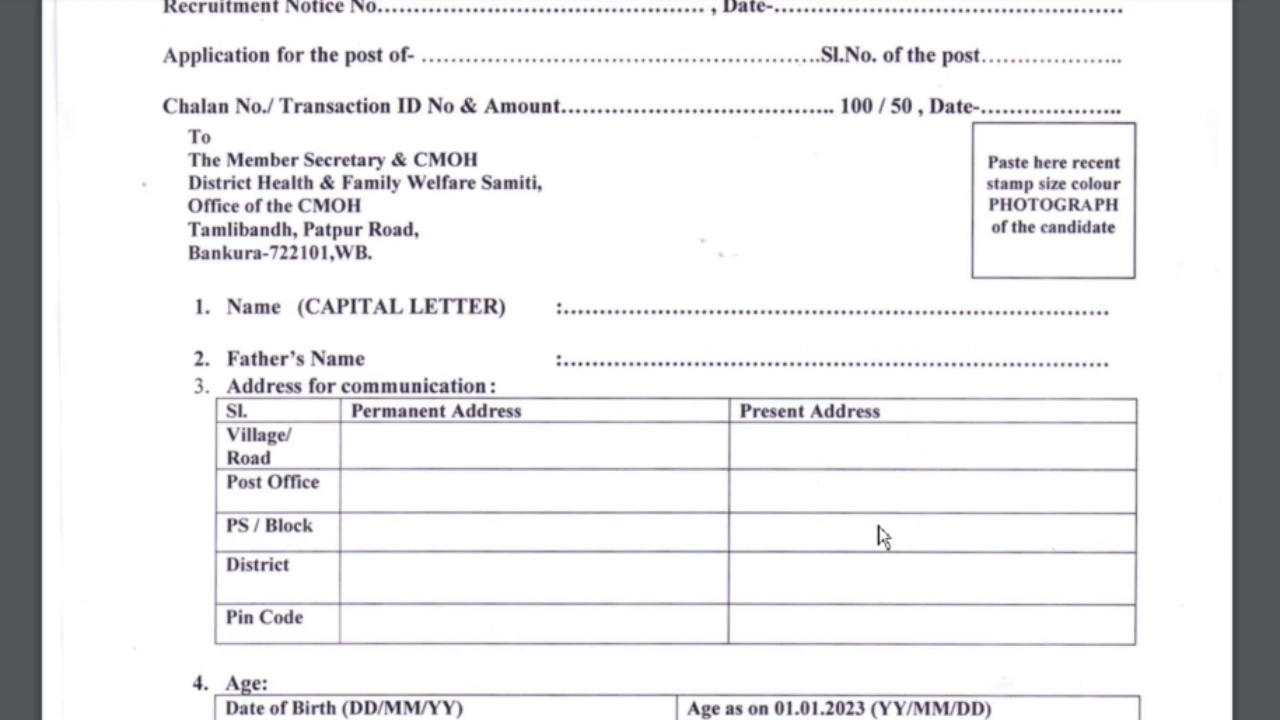 Recruitment Notice No................................................ , Date-................................................
Application for the post of- .........................................................Sl.No. of the post....................
Chalan No./ Transaction ID No & Amount...................................... 100 / 50 , Date-....................
To
The Member Secretary & CMOH
District Health & Family Welfare Samiti,
Office of the CMOH
Tamlibandh, Patpur Road,
Bankura-722101,WB.
Paste here recent
stamp size colour
PHOTOGRAPH
of the candidate
1. Name (CAPITAL LETTER) :................................................................................
2. Father's Name :................................................................................
3. Address for communication:
Sl. Permanent Address Present Address
Village/
Road
Post Office
PS / Block
District
Pin Code
4. Age:
Date of Birth (DD/MM/YY) Age as on 01.01.2023 (YY/MM/DD)